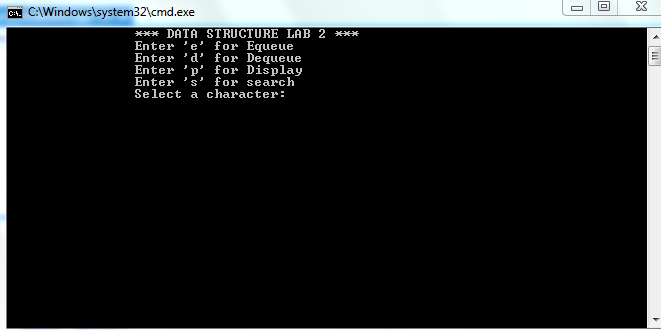 C:\Windows\system32\cmd.exe
*** DATA STRUCTURE LAB 2 ***
Enter 'e' for Equeue
Enter 'd' for Dequeue
Enter 'p' for Display
Enter 's' for search
Select a character: